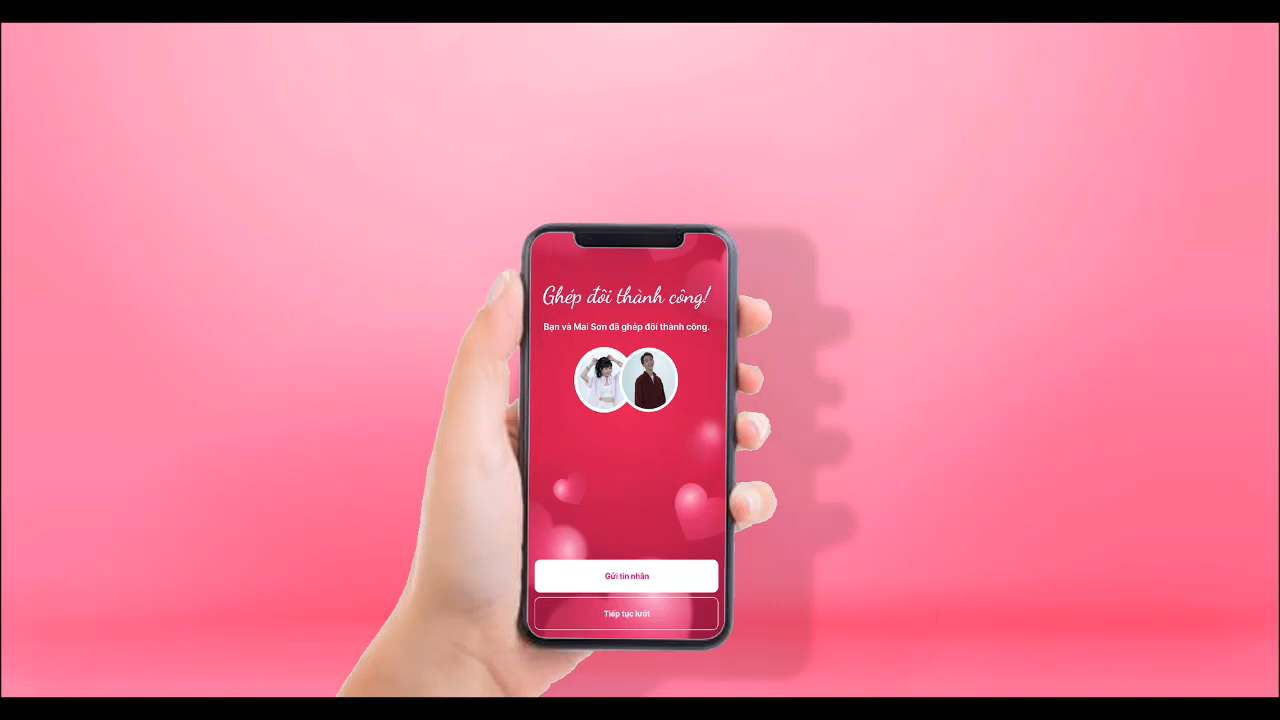 Ghép đôi thành công!
Bạn và Mai Sơn đã ghép đôi thành công.
Gửi tin nhắn
Tiếp tục lướt